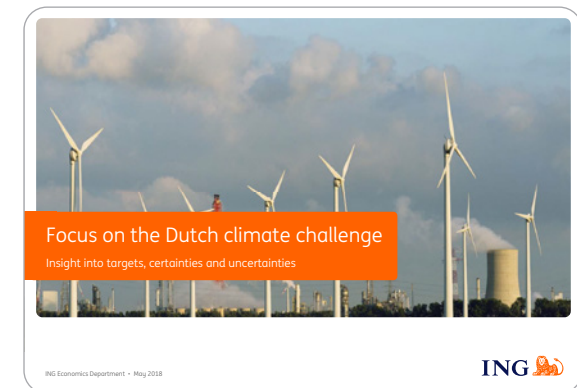 Focus on the Dutch climate challenge
Insight into targets, certainties and uncertainties
ING Economics Department • May 2018
ING